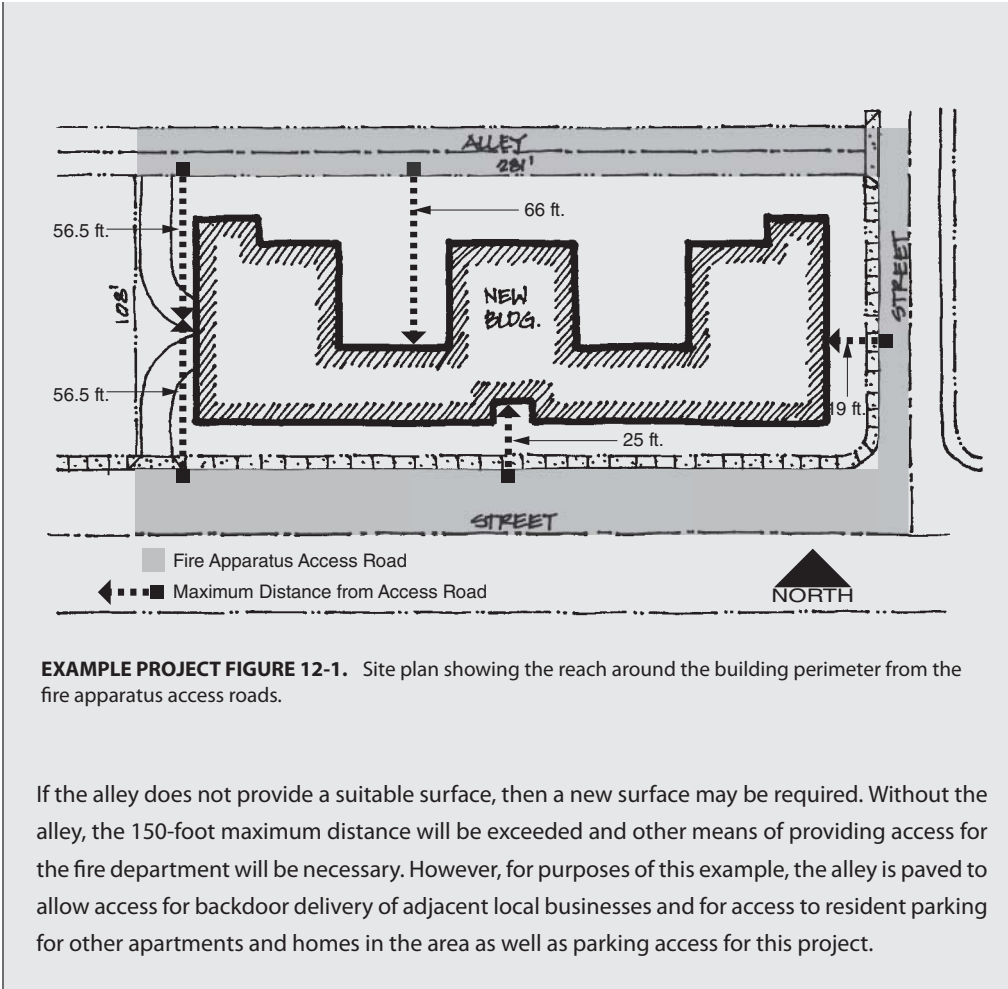 ALLEY
281'
66 ft.
56.5 ft.
108'
NEW
BLDG.
STREET
56.5 ft.
19 ft.
25 ft.
STREET
Fire Apparatus Access Road
Maximum Distance from Access Road
NORTH
EXAMPLE PROJECT FIGURE 12-1. Site plan showing the reach around the building perimeter from the
fire apparatus access roads.
If the alley does not provide a suitable surface, then a new surface may be required. Without the
alley, the 150-foot maximum distance will be exceeded and other means of providing access for
the fire department will be necessary. However, for purposes of this example, the alley is paved to
allow access for backdoor delivery of adjacent local businesses and for access to resident parking
for other apartments and homes in the area as well as parking access for this project.